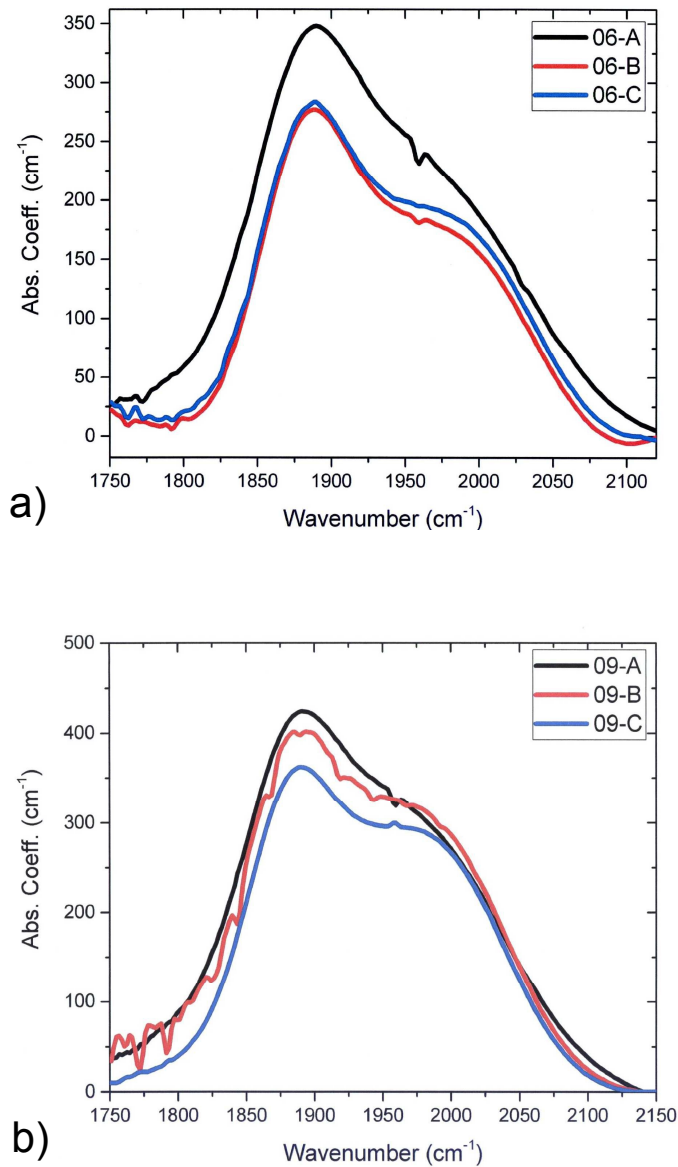 350
300
250
200
150
100
50
0
Abs. Coeff. (cm⁻¹)
06-A
06-B
06-C
1750 1800 1850 1900 1950 2000 2050 2100
Wavenumber (cm⁻¹)
a)
500
400
300
200
100
0
Abs. Coeff. (cm⁻¹)
09-A
09-B
09-C
1750 1800 1850 1900 1950 2000 2050 2100 2150
Wavenumber (cm⁻¹)
b)